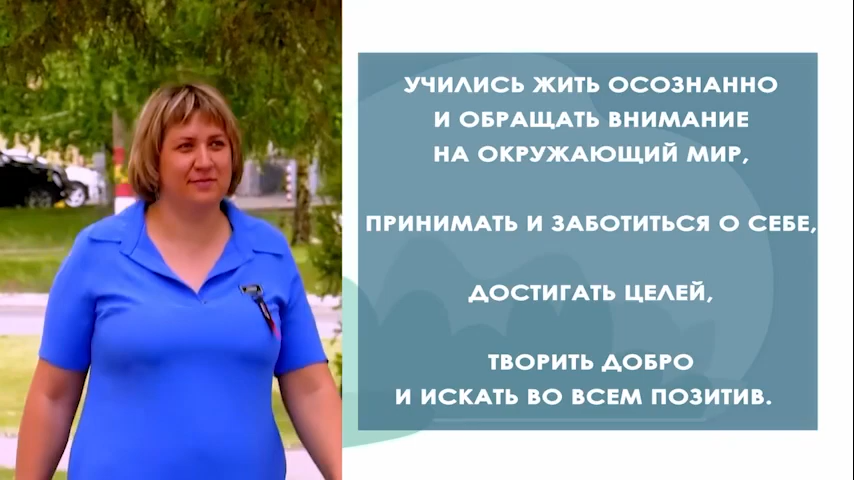 УЧИЛИСЬ ЖИТЬ ОСОЗНАННО
И ОБРАЩАТЬ ВНИМАНИЕ
НА ОКРУЖАЮЩИЙ МИР,
ПРИНИМАТЬ И ЗАБОТИТЬСЯ О СЕБЕ,
ДОСТИГАТЬ ЦЕЛЕЙ,
ТВОРИТЬ ДОБРО
И ИСКАТЬ ВО ВСЕМ ПОЗИТИВ.